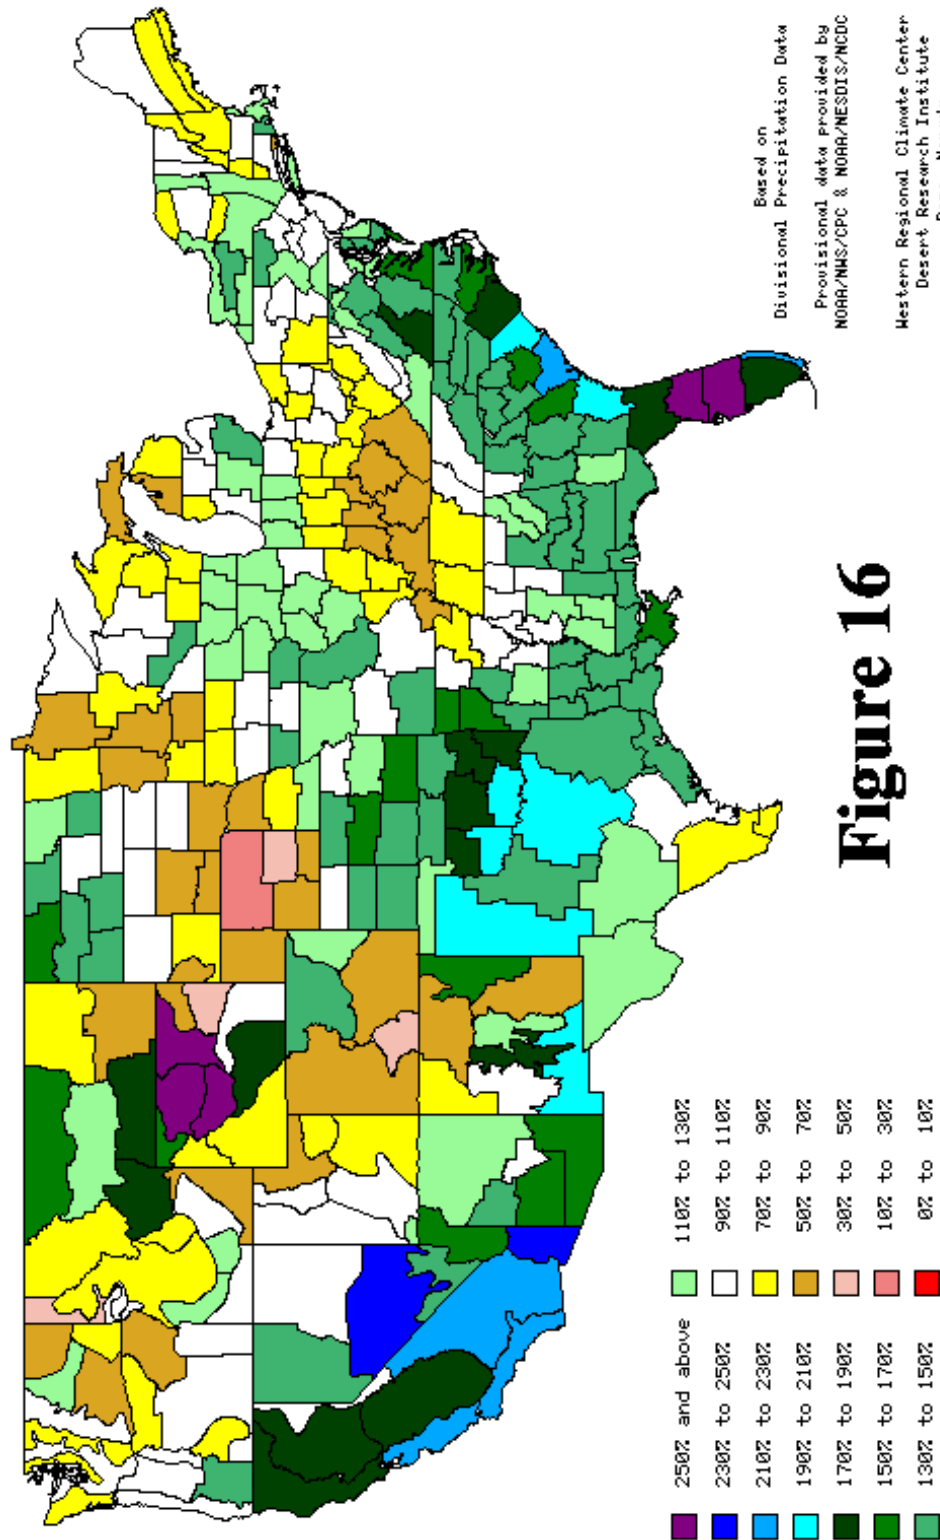 Based on
Divisional Precipitation Data
Provisional data provided by
NOAA/NWS/CPC & NOAA/NESDIS/NCDC
Western Regional Climate Center
Desert Research Institute
Figure 16
250% and above
230% to 250%
210% to 230%
190% to 210%
170% to 190%
150% to 170%
130% to 150%
110% to 130%
90% to 110%
70% to 90%
50% to 70%
30% to 50%
10% to 30%
0% to 10%